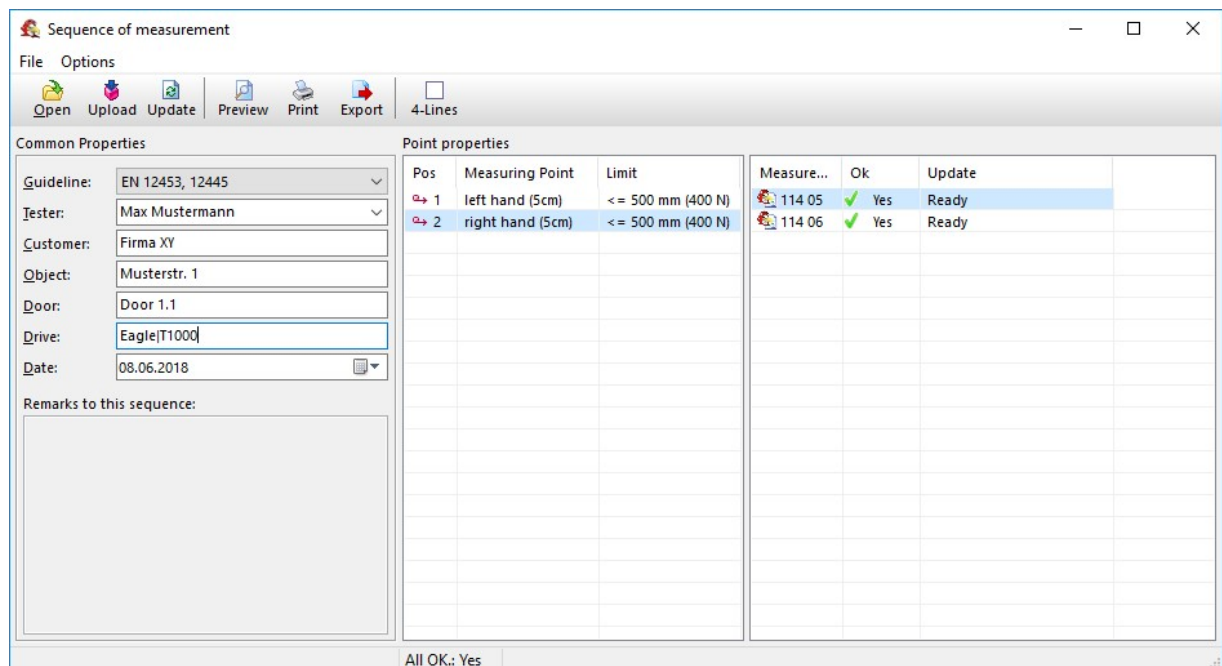 Sequence of measurement
File Options
Open Upload Update Preview Print Export 4-Lines
Common Properties
Guideline: EN 12453, 12445
Tester: Max Mustermann
Customer: Firma XY
Object: Musterstr. 1
Door: Door 1.1
Drive: Eagle|T1000
Date: 08.06.2018
Remarks to this sequence:
Point properties
Pos Measuring Point Limit
1 left hand (5cm) <= 500 mm (400 N)
2 right hand (5cm) <= 500 mm (400 N)
Measure... Ok Update
114 05 Yes Ready
114 06 Yes Ready
All OK.: Yes